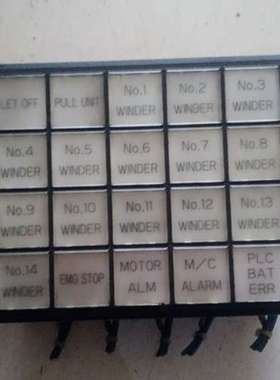 LET OFF
PULL UNIT
No.1
WINDER
No.2
WINDER
No.3
WINDER
No.4
WINDER
No.5
WINDER
No.6
WINDER
No.7
WINDER
No.8
WINDER
No.9
WINDER
No.10
WINDER
No.11
WINDER
No.12
WINDER
No.13
WINDER
No.14
WINDER
EMG STOP
MOTOR
ALM
M/C
ALARM
PLC
BAT
ERR